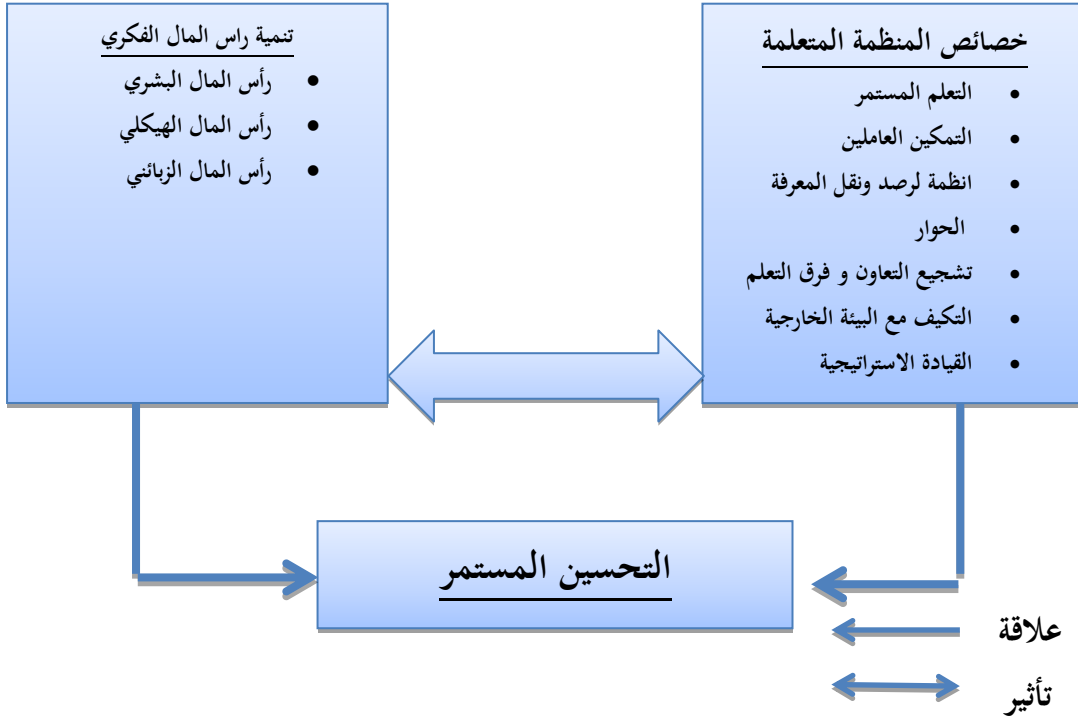 خصائص المنظمة المتعلمة
التعلم المستمر
التمكين العاملين
انظمة لرصد ونقل المعرفة
الحوار
تشجيع التعاون و فرق التعلم
التكيف مع البيئة الخارجية
القيادة الاستراتيجية
تنمية راس المال الفكري
رأس المال البشري
رأس المال الهيكلي
رأس المال الزبائني
التحسين المستمر
علاقة
تأثير